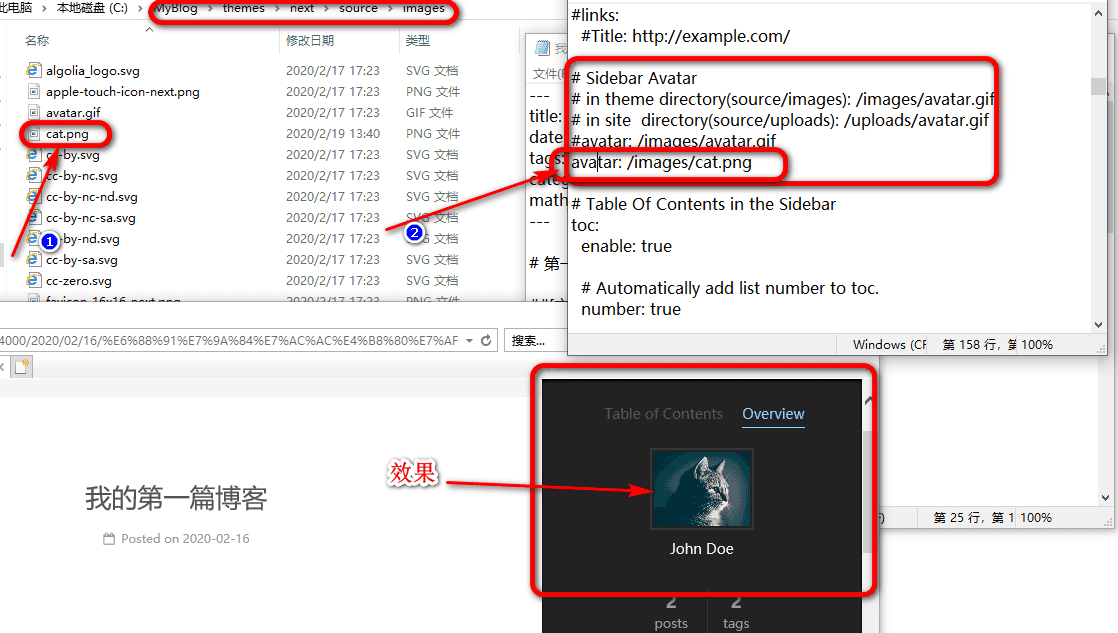 此电脑 > 本地磁盘 (C:) > MyBlog > themes > next > source > images
名称 修改日期 类型
algolia_logo.svg 2020/2/17 17:23 SVG 文档
apple-touch-icon-next.png 2020/2/17 17:23 PNG 文件
avatar.gif 2020/2/17 17:23 GIF 文件
cat.png 2020/2/19 13:40 PNG 文件
cc-by.svg 2020/2/17 17:23 SVG 文档
cc-by-nc.svg 2020/2/17 17:23 SVG 文档
cc-by-nc-nd.svg 2020/2/17 17:23 SVG 文档
cc-by-nc-sa.svg 2020/2/17 17:23 SVG 文档
cc-by-nd.svg 2020/2/17 17:23 SVG 文档
cc-by-sa.svg 2020/2/17 17:23 SVG 文档
cc-zero.svg 2020/2/17 17:23 SVG 文档
favicon-16x16-next.png 2020/2/17 17:23 PNG 文件
1
2
我
文件(F
---
title:
date
tags:
categ
math
---
# 第一
#links:
#Title: http://example.com/
# Sidebar Avatar
# in theme directory(source/images): /images/avatar.gif
# in site directory(source/uploads): /uploads/avatar.gif
#avatar: /images/avatar.gif
avatar: /images/cat.png
# Table Of Contents in the Sidebar
toc:
enable: true
# Automatically add list number to toc.
number: true
Windows (CF 第 158 行，第 100%
4000/2020/02/16/%E6%88%91%E7%9A%84%E7%AC%AC%E4%B8%80%E7%AF
搜索...
我的第一篇博客
Posted on 2020-02-16
效果
Table of Contents Overview
John Doe
2 2
posts tags
第 25 行，第 1 100%